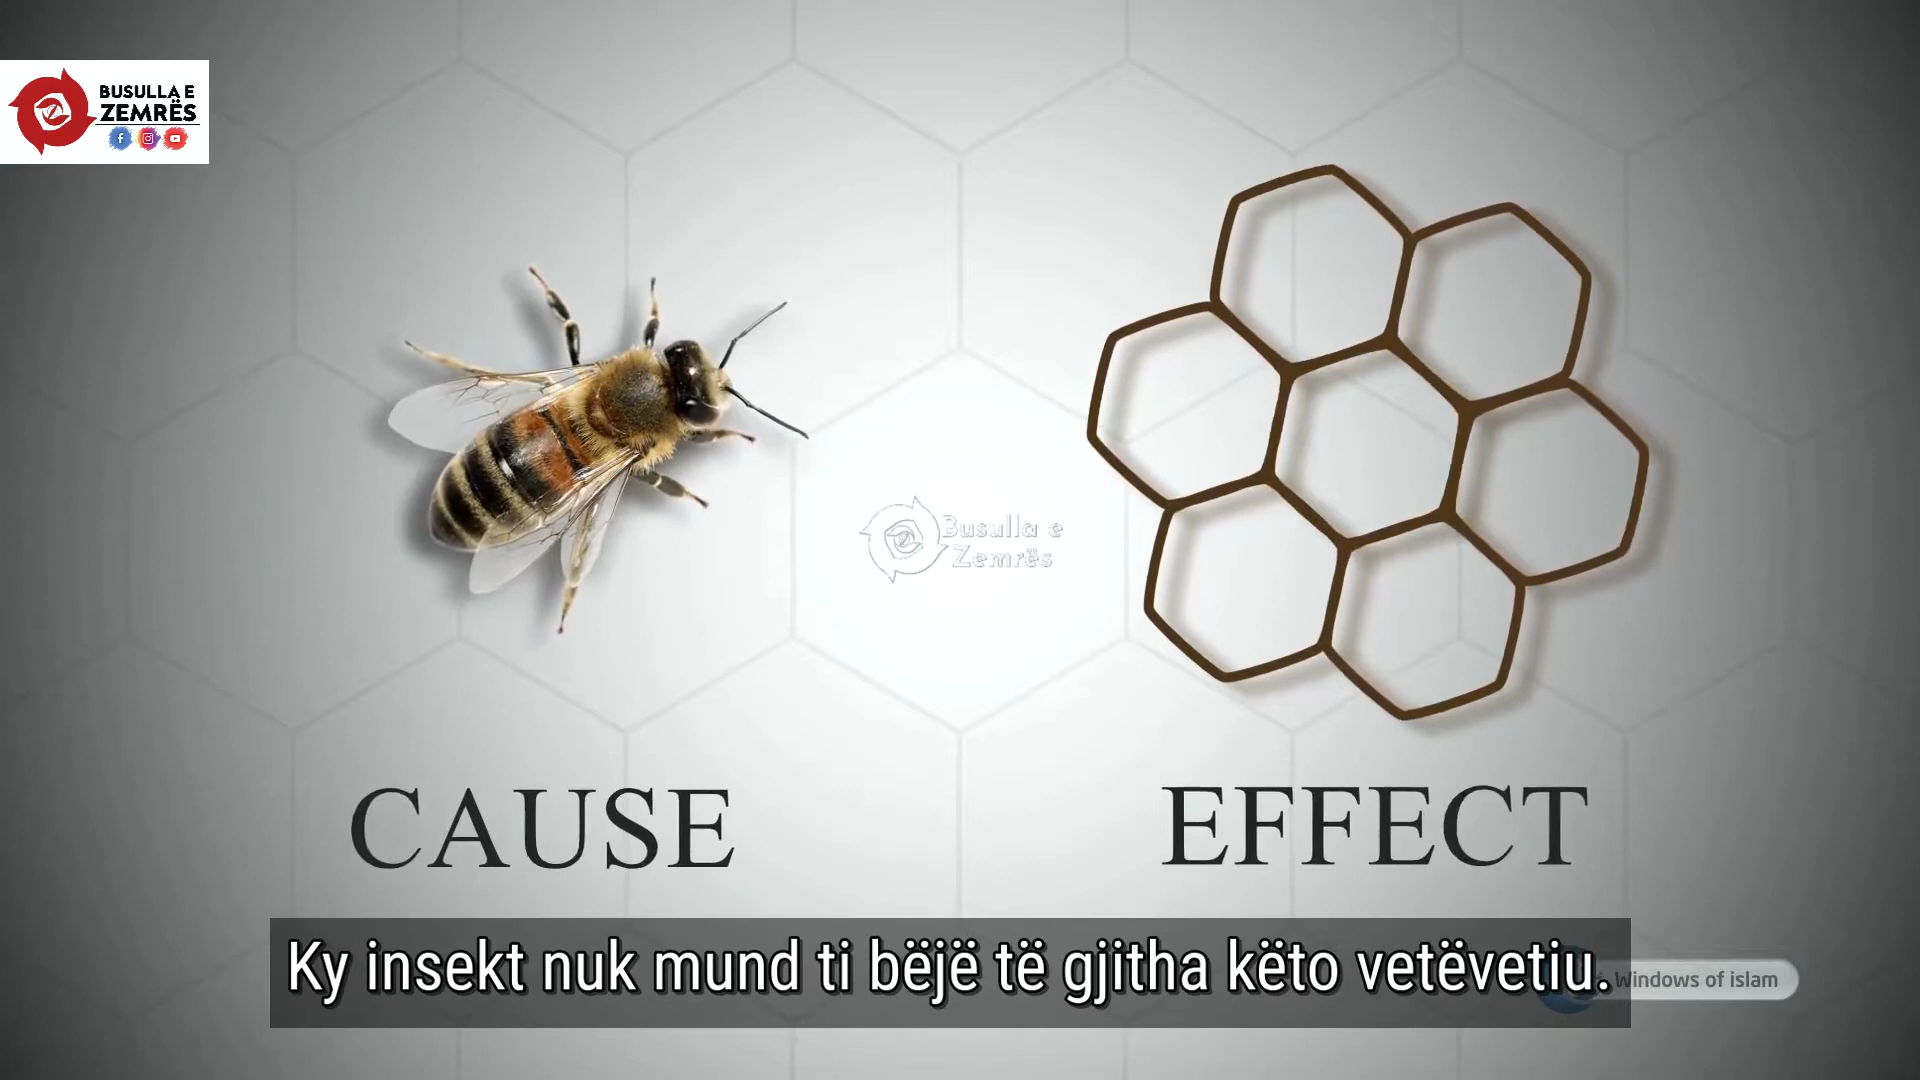 BUSULLA E
ZEMRËS
Busulla e
Zemrës
CAUSE
EFFECT
Ky insekt nuk mund ti bëjë të gjitha këto vetëvetiu.
Windows of islam